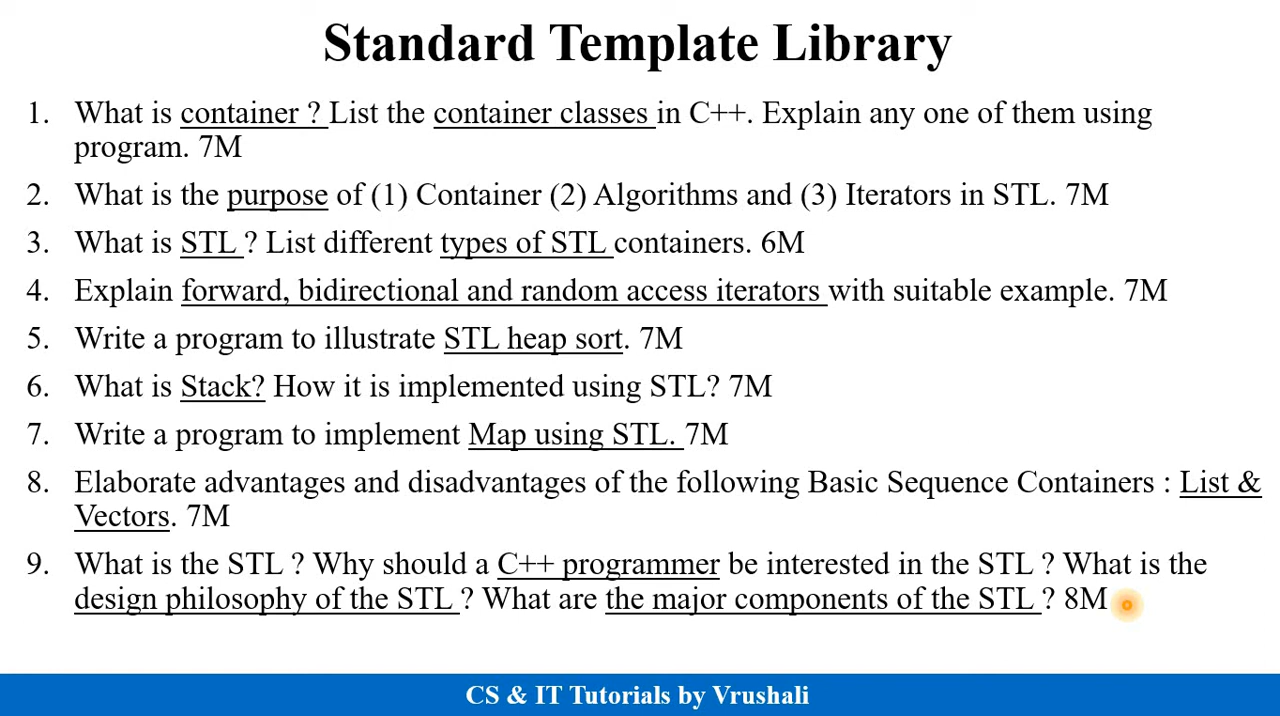 Standard Template Library
1. What is container ? List the container classes in C++. Explain any one of them using
program. 7M
2. What is the purpose of (1) Container (2) Algorithms and (3) Iterators in STL. 7M
3. What is STL ? List different types of STL containers. 6M
4. Explain forward, bidirectional and random access iterators with suitable example. 7M
5. Write a program to illustrate STL heap sort. 7M
6. What is Stack? How it is implemented using STL? 7M
7. Write a program to implement Map using STL. 7M
8. Elaborate advantages and disadvantages of the following Basic Sequence Containers : List &
Vectors. 7M
9. What is the STL ? Why should a C++ programmer be interested in the STL ? What is the
design philosophy of the STL ? What are the major components of the STL ? 8M
CS & IT Tutorials by Vrushali